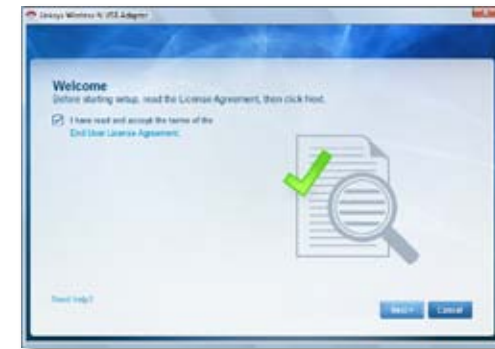 Linksys Wireless-N USB Adapter
Welcome
Before starting setup, read the License Agreement, then click Next.
I have read and accept the terms of the
End User License Agreement.
Need help?
Next
Cancel